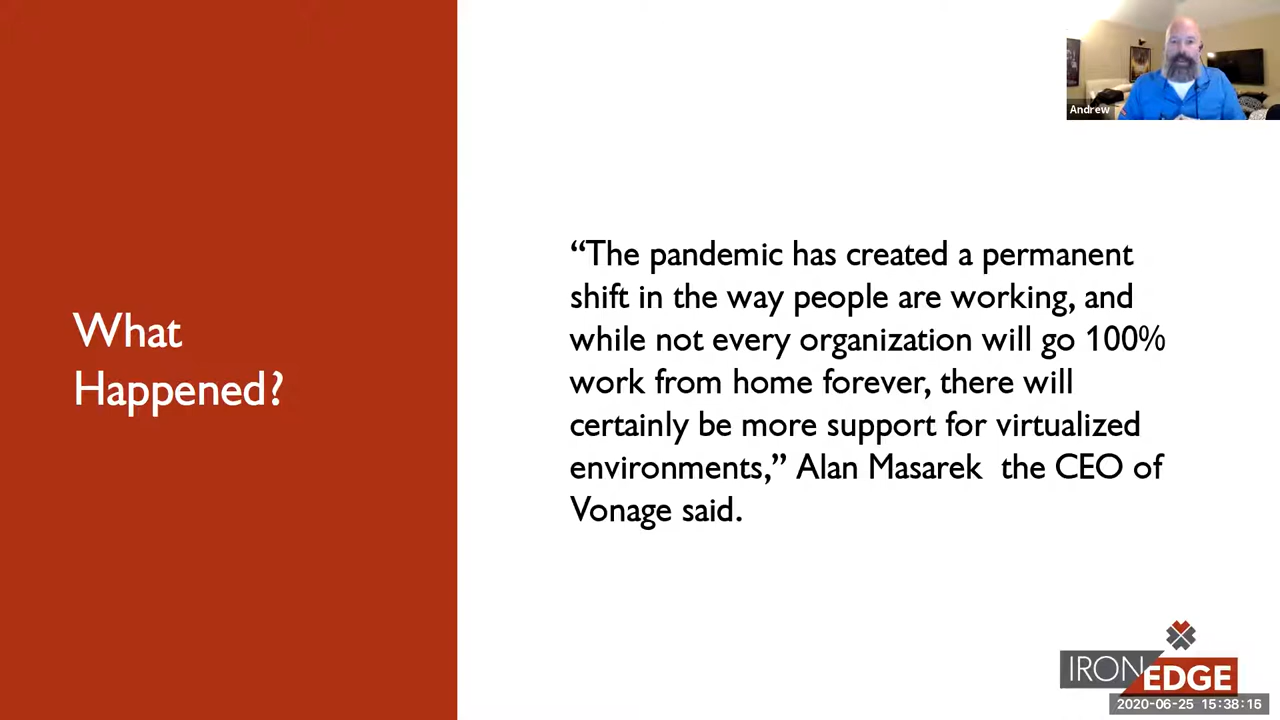 Andrew
What
Happened?
“The pandemic has created a permanent
shift in the way people are working, and
while not every organization will go 100%
work from home forever, there will
certainly be more support for virtualized
environments,” Alan Masarek  the CEO of
Vonage said.
IRON
EDGE
2020-06-25 15:38:16